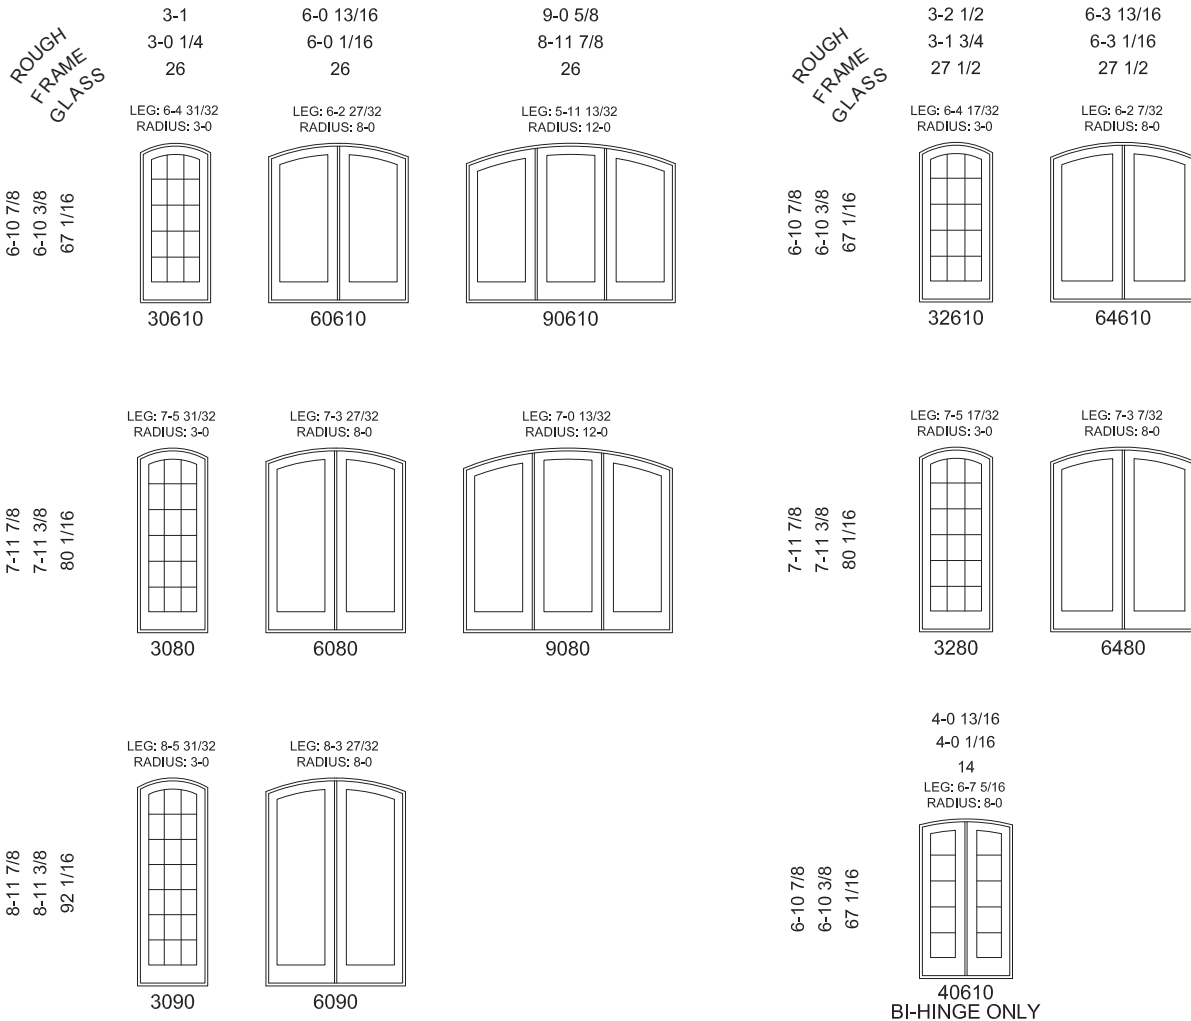 3-1
6-0 13/16
9-0 5/8
3-0 1/4
6-0 1/16
8-11 7/8
26
26
26
ROUGH
FRAME
GLASS
LEG: 6-4 31/32
RADIUS: 3-0
LEG: 6-2 27/32
RADIUS: 8-0
LEG: 5-11 13/32
RADIUS: 12-0
6-10 7/8
6-10 3/8
67 1/16
30610
60610
90610
LEG: 7-5 31/32
RADIUS: 3-0
LEG: 7-3 27/32
RADIUS: 8-0
LEG: 7-0 13/32
RADIUS: 12-0
7-11 7/8
7-11 3/8
80 1/16
3080
6080
9080
LEG: 8-5 31/32
RADIUS: 3-0
LEG: 8-3 27/32
RADIUS: 8-0
8-11 7/8
8-11 3/8
92 1/16
3090
6090
3-2 1/2
6-3 13/16
3-1 3/4
6-3 1/16
27 1/2
27 1/2
ROUGH
FRAME
GLASS
LEG: 6-4 17/32
RADIUS: 3-0
LEG: 6-2 7/32
RADIUS: 8-0
6-10 7/8
6-10 3/8
67 1/16
32610
64610
LEG: 7-5 17/32
RADIUS: 3-0
LEG: 7-3 7/32
RADIUS: 8-0
7-11 7/8
7-11 3/8
80 1/16
3280
6480
4-0 13/16
4-0 1/16
14
LEG: 6-7 5/16
RADIUS: 8-0
6-10 7/8
6-10 3/8
67 1/16
40610
BI-HINGE ONLY